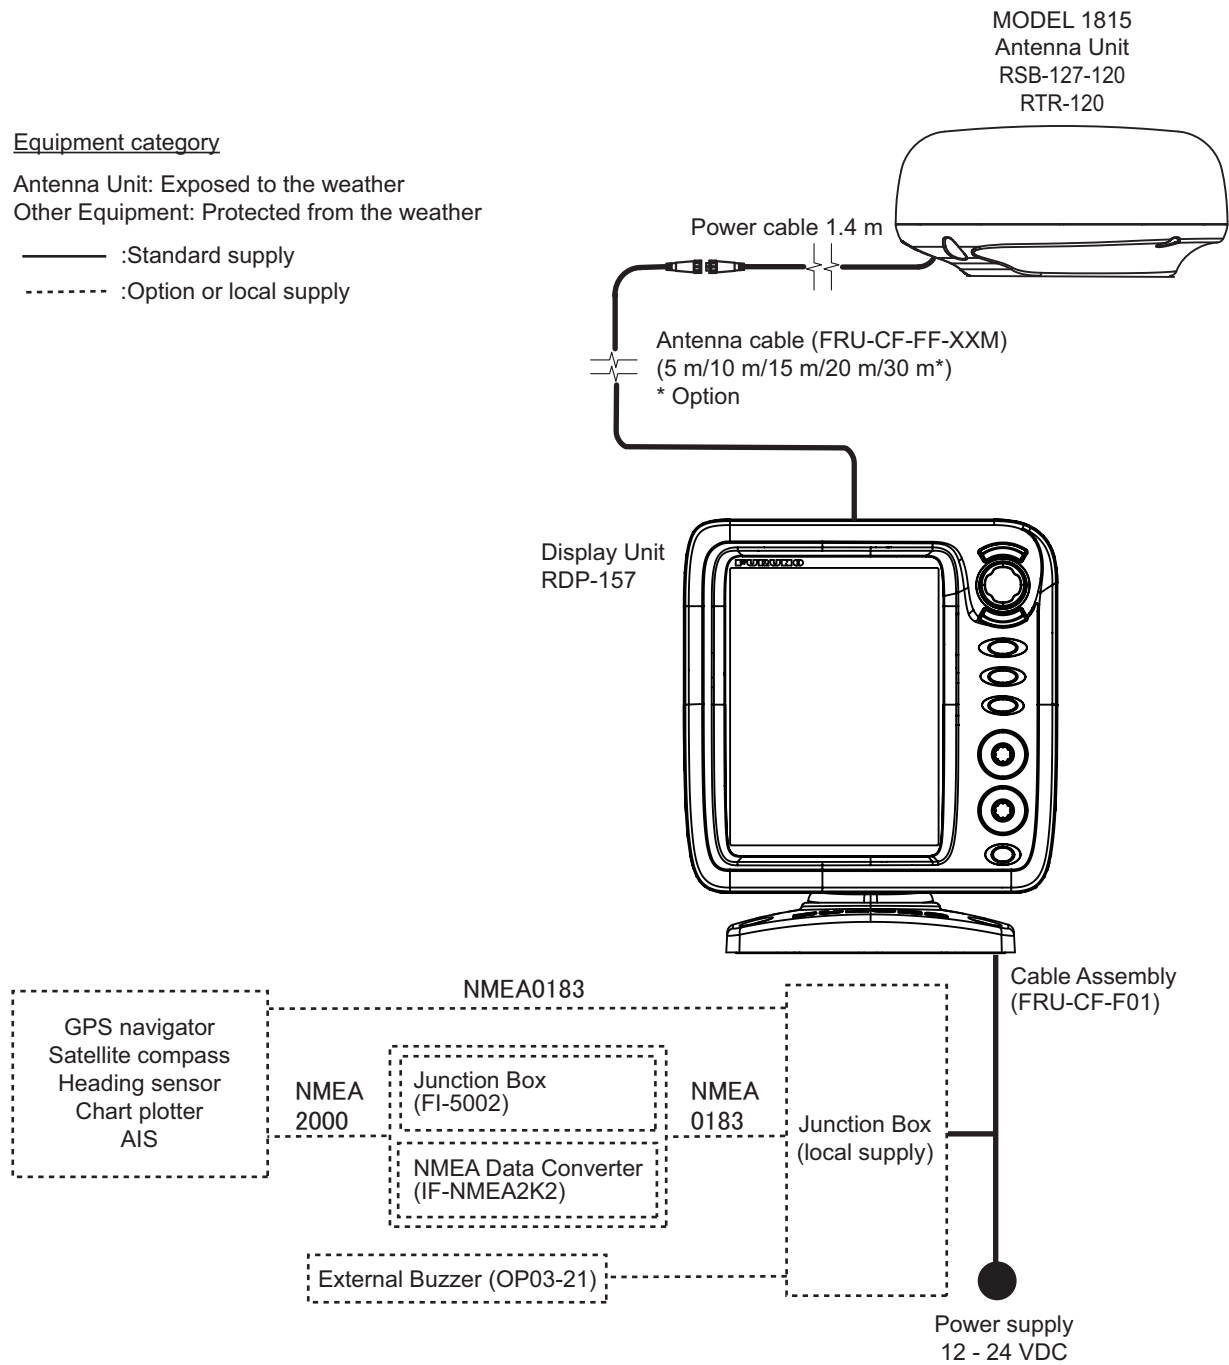 MODEL 1815
Antenna Unit
RSB-127-120
RTR-120
Equipment category
Antenna Unit: Exposed to the weather
Other Equipment: Protected from the weather
:Standard supply
:Option or local supply
Power cable 1.4 m
Antenna cable (FRU-CF-FF-XXM)
(5 m/10 m/15 m/20 m/30 m*)
* Option
Display Unit
RDP-157
FURUNO
Cable Assembly
(FRU-CF-F01)
NMEA0183
GPS navigator
Satellite compass
Heading sensor
Chart plotter
AIS
NMEA
2000
Junction Box
(FI-5002)
NMEA Data Converter
(IF-NMEA2K2)
NMEA
0183
Junction Box
(local supply)
External Buzzer (OP03-21)
Power supply
12 - 24 VDC